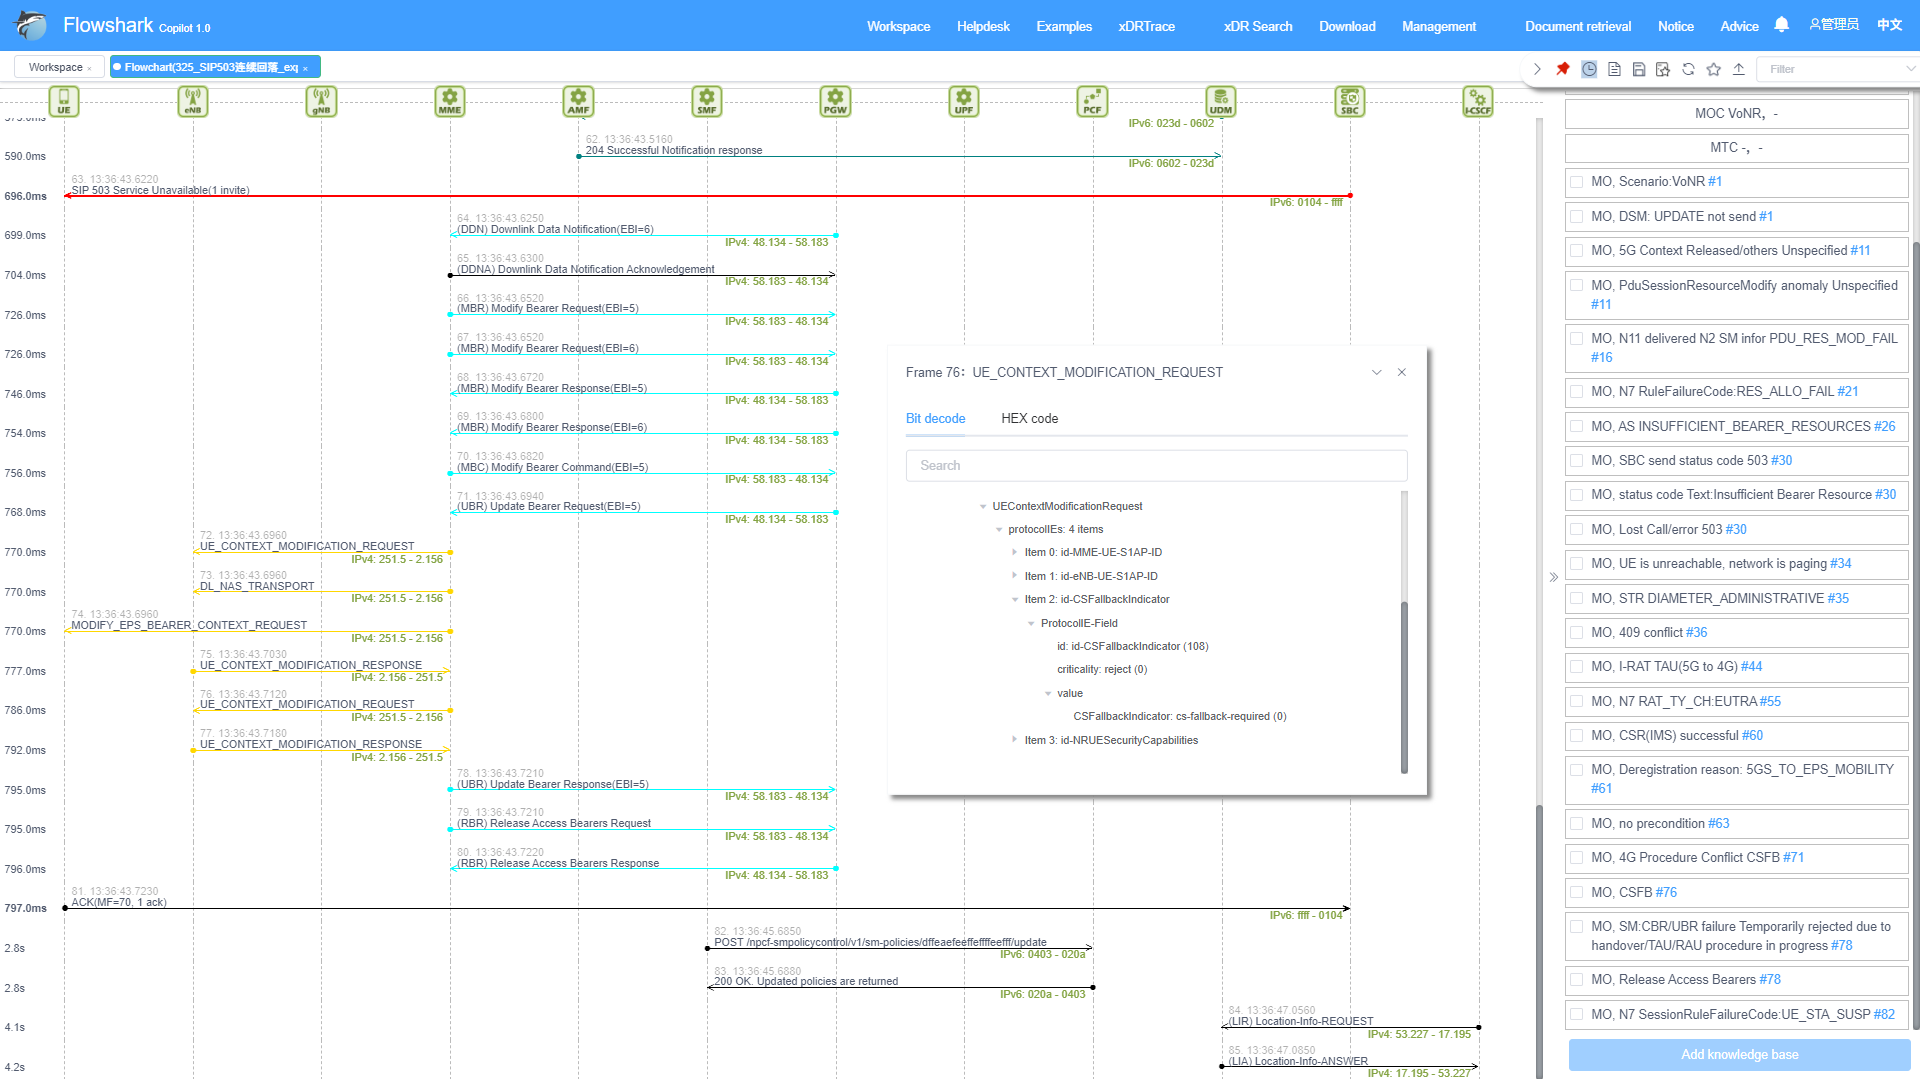 Flowshark Copilot 1.0
Workspace
Helpdesk
Examples
xDRTrace
xDR Search
Download
Management
Document retrieval
Notice
Advice
管理员
中文
Workspace ×
Flowchart(325_SIP503连续回落_exq ×
Filter
UE
eNB
gNB
MME
AMF
SMF
PGW
UPF
PCF
UDM
SBC
I-CSCF
IPv6: 023d - 0602
590.0ms
62. 13:36:43.5160
204 Successful Notification response
IPv6: 0602 - 023d
696.0ms
63. 13:36:43.6220
SIP 503 Service Unavailable(1 invite)
IPv6: 0104 - ffff
699.0ms
64. 13:36:43.6250
(DDN) Downlink Data Notification(EBI=6)
IPv4: 48.134 - 58.183
704.0ms
65. 13:36:43.6300
(DDNA) Downlink Data Notification Acknowledgement
IPv4: 58.183 - 48.134
726.0ms
66. 13:36:43.6520
(MBR) Modify Bearer Request(EBI=5)
IPv4: 58.183 - 48.134
726.0ms
67. 13:36:43.6520
(MBR) Modify Bearer Request(EBI=6)
IPv4: 58.183 - 48.134
746.0ms
68. 13:36:43.6720
(MBR) Modify Bearer Response(EBI=5)
IPv4: 48.134 - 58.183
754.0ms
69. 13:36:43.6800
(MBR) Modify Bearer Response(EBI=6)
IPv4: 48.134 - 58.183
756.0ms
70. 13:36:43.6820
(MBC) Modify Bearer Command(EBI=5)
IPv4: 58.183 - 48.134
768.0ms
71. 13:36:43.6940
(UBR) Update Bearer Request(EBI=5)
IPv4: 48.134 - 58.183
770.0ms
72. 13:36:43.6960
UE_CONTEXT_MODIFICATION_REQUEST
IPv4: 251.5 - 2.156
770.0ms
73. 13:36:43.6960
DL_NAS_TRANSPORT
IPv4: 251.5 - 2.156
770.0ms
74. 13:36:43.6960
MODIFY_EPS_BEARER_CONTEXT_REQUEST
IPv4: 251.5 - 2.156
777.0ms
75. 13:36:43.7030
UE_CONTEXT_MODIFICATION_RESPONSE
IPv4: 2.156 - 251.5
786.0ms
76. 13:36:43.7120
UE_CONTEXT_MODIFICATION_REQUEST
IPv4: 251.5 - 2.156
792.0ms
77. 13:36:43.7180
UE_CONTEXT_MODIFICATION_RESPONSE
IPv4: 2.156 - 251.5
795.0ms
78. 13:36:43.7210
(UBR) Update Bearer Response(EBI=5)
IPv4: 58.183 - 48.134
795.0ms
79. 13:36:43.7210
(RBR) Release Access Bearers Request
IPv4: 58.183 - 48.134
796.0ms
80. 13:36:43.7220
(RBR) Release Access Bearers Response
IPv4: 48.134 - 58.183
797.0ms
81. 13:36:43.7230
ACK(MF=70, 1 ack)
IPv6: ffff - 0104
2.8s
82. 13:36:45.6850
POST /npcf-smpolicycontrol/v1/sm-policies/dffeaefeeffeffffeefff/update
IPv6: 0403 - 020a
2.8s
83. 13:36:45.6880
200 OK. Updated policies are returned
IPv6: 020a - 0403
4.1s
84. 13:36:47.0560
(LIR) Location-Info-REQUEST
IPv4: 53.227 - 17.195
4.2s
85. 13:36:47.0850
(LIA) Location-Info-ANSWER
IPv4: 17.195 - 53.227
Frame 76: UE_CONTEXT_MODIFICATION_REQUEST
Bit decode
HEX code
Search
UEContextModificationRequest
protocolIEs: 4 items
Item 0: id-MME-UE-S1AP-ID
Item 1: id-eNB-UE-S1AP-ID
Item 2: id-CSFallbackIndicator
ProtocolIE-Field
id: id-CSFallbackIndicator (108)
criticality: reject (0)
value
CSFallbackIndicator: cs-fallback-required (0)
Item 3: id-NRUESecurityCapabilities
MOC VoNR, -
MTC -, -
MO, Scenario:VoNR #1
MO, DSM: UPDATE not send #1
MO, 5G Context Released/others Unspecified #11
MO, PduSessionResourceModify anomaly Unspecified
#11
MO, N11 delivered N2 SM infor PDU_RES_MOD_FAIL
#16
MO, N7 RuleFailureCode:RES_ALLO_FAIL #21
MO, AS INSUFFICIENT_BEARER_RESOURCES #26
MO, SBC send status code 503 #30
MO, status code Text:Insufficient Bearer Resource #30
MO, Lost Call/error 503 #30
MO, UE is unreachable, network is paging #34
MO, STR DIAMETER_ADMINISTRATIVE #35
MO, 409 conflict #36
MO, I-RAT TAU(5G to 4G) #44
MO, N7 RAT_TY_CH:EUTRA #55
MO, CSR(IMS) successful #60
MO, Deregistration reason: 5GS_TO_EPS_MOBILITY
#61
MO, no precondition #63
MO, 4G Procedure Conflict CSFB #71
MO, CSFB #76
MO, SM:CBR/UBR failure Temporarily rejected due to
handover/TAU/RAU procedure in progress #78
MO, Release Access Bearers #78
MO, N7 SessionRuleFailureCode:UE_STA_SUSP #82
Add knowledge base